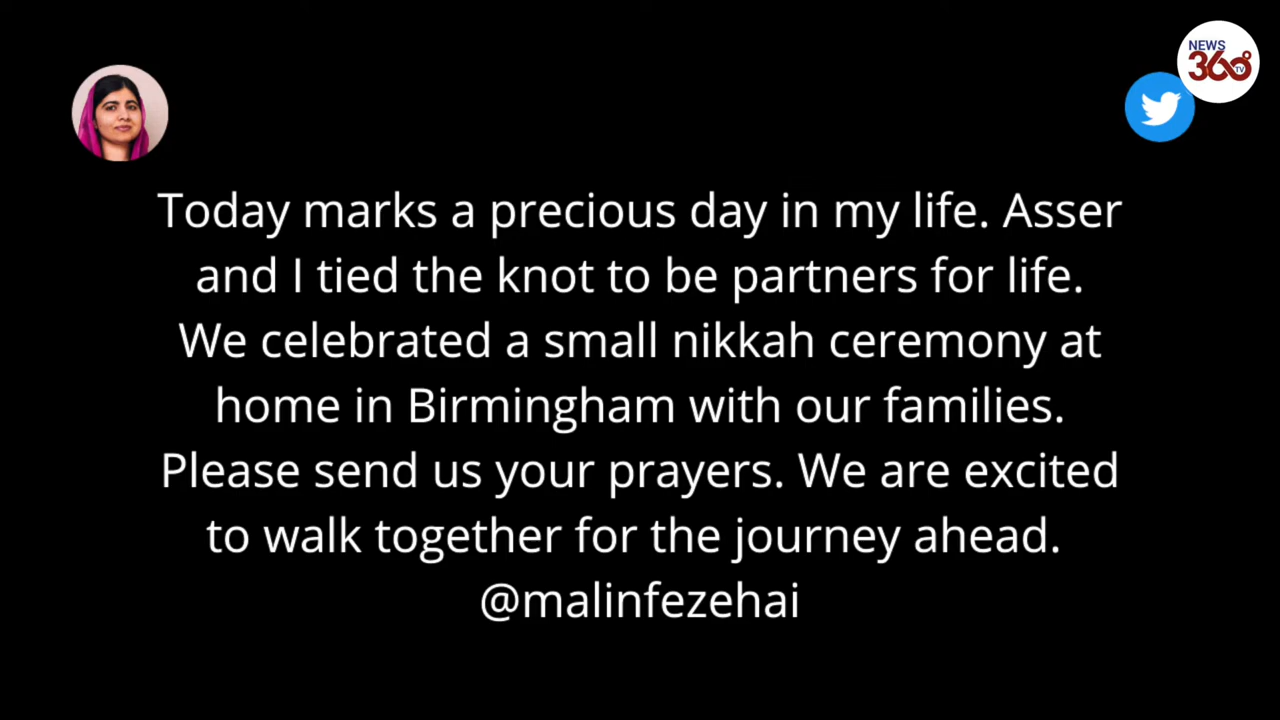 NEWS
360
TV
Today marks a precious day in my life. Asser
and I tied the knot to be partners for life.
We celebrated a small nikkah ceremony at
home in Birmingham with our families.
Please send us your prayers. We are excited
to walk together for the journey ahead.
@malinfezehai